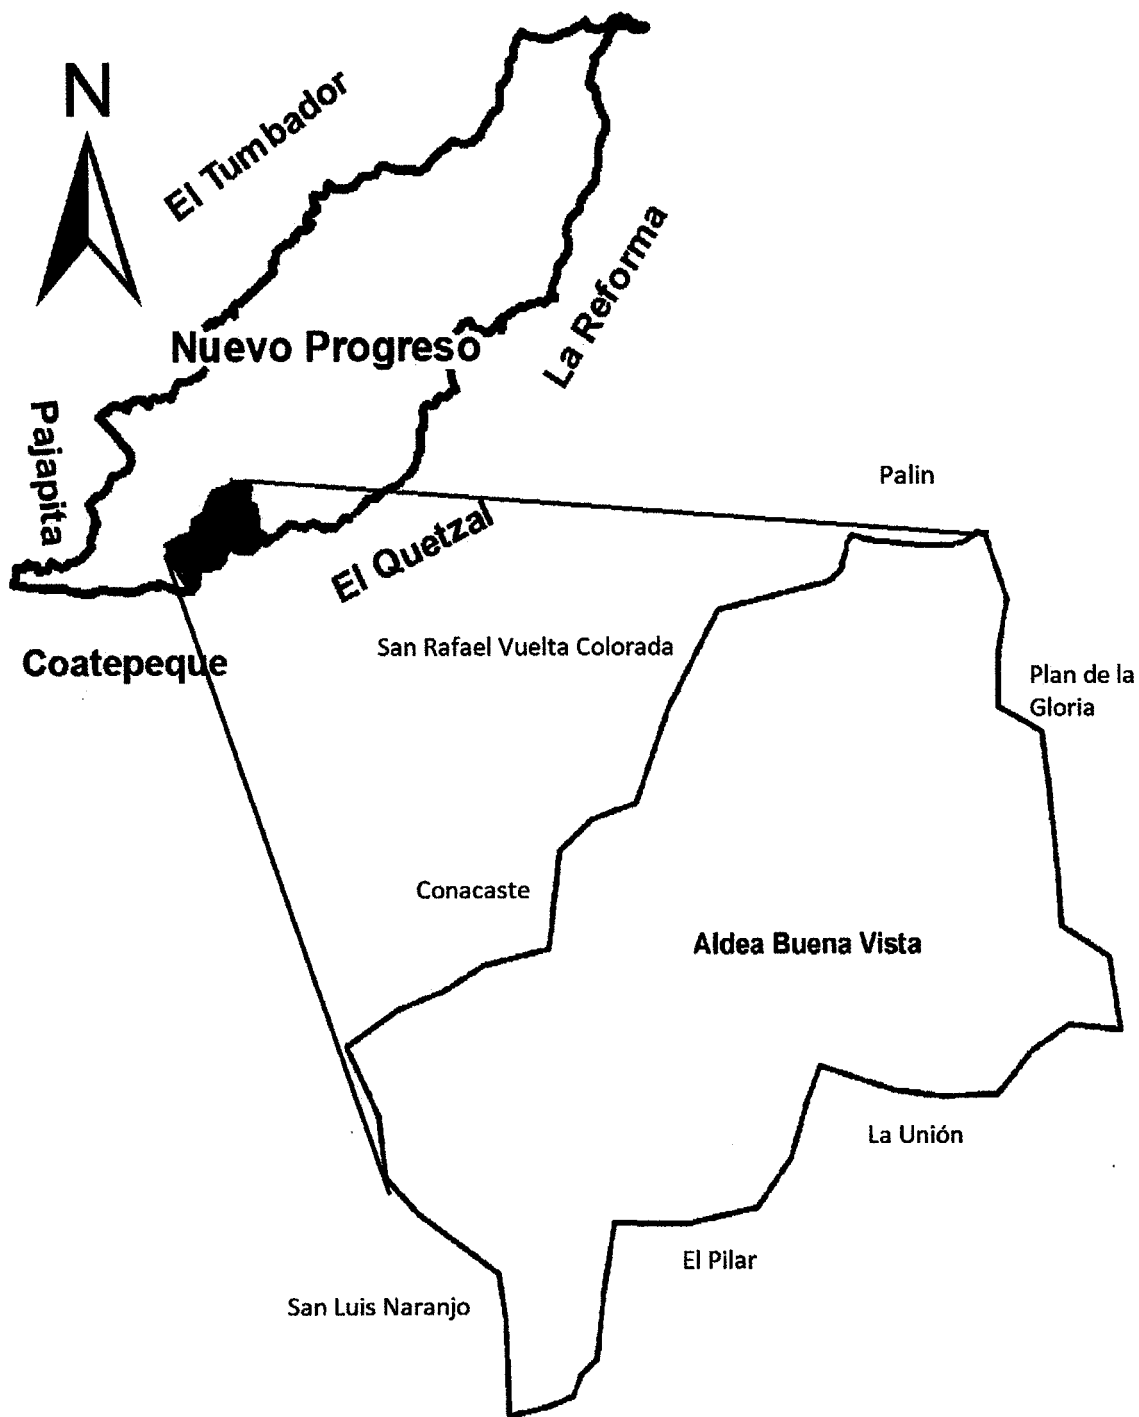 N
El Tumbador
La Reforma
Nuevo Progreso
Pajapita
El Quetzal
Palin
Coatepeque
San Rafael Vuelta Colorada
Plan de la
Gloria
Conacaste
Aldea Buena Vista
La Unión
El Pilar
San Luis Naranjo